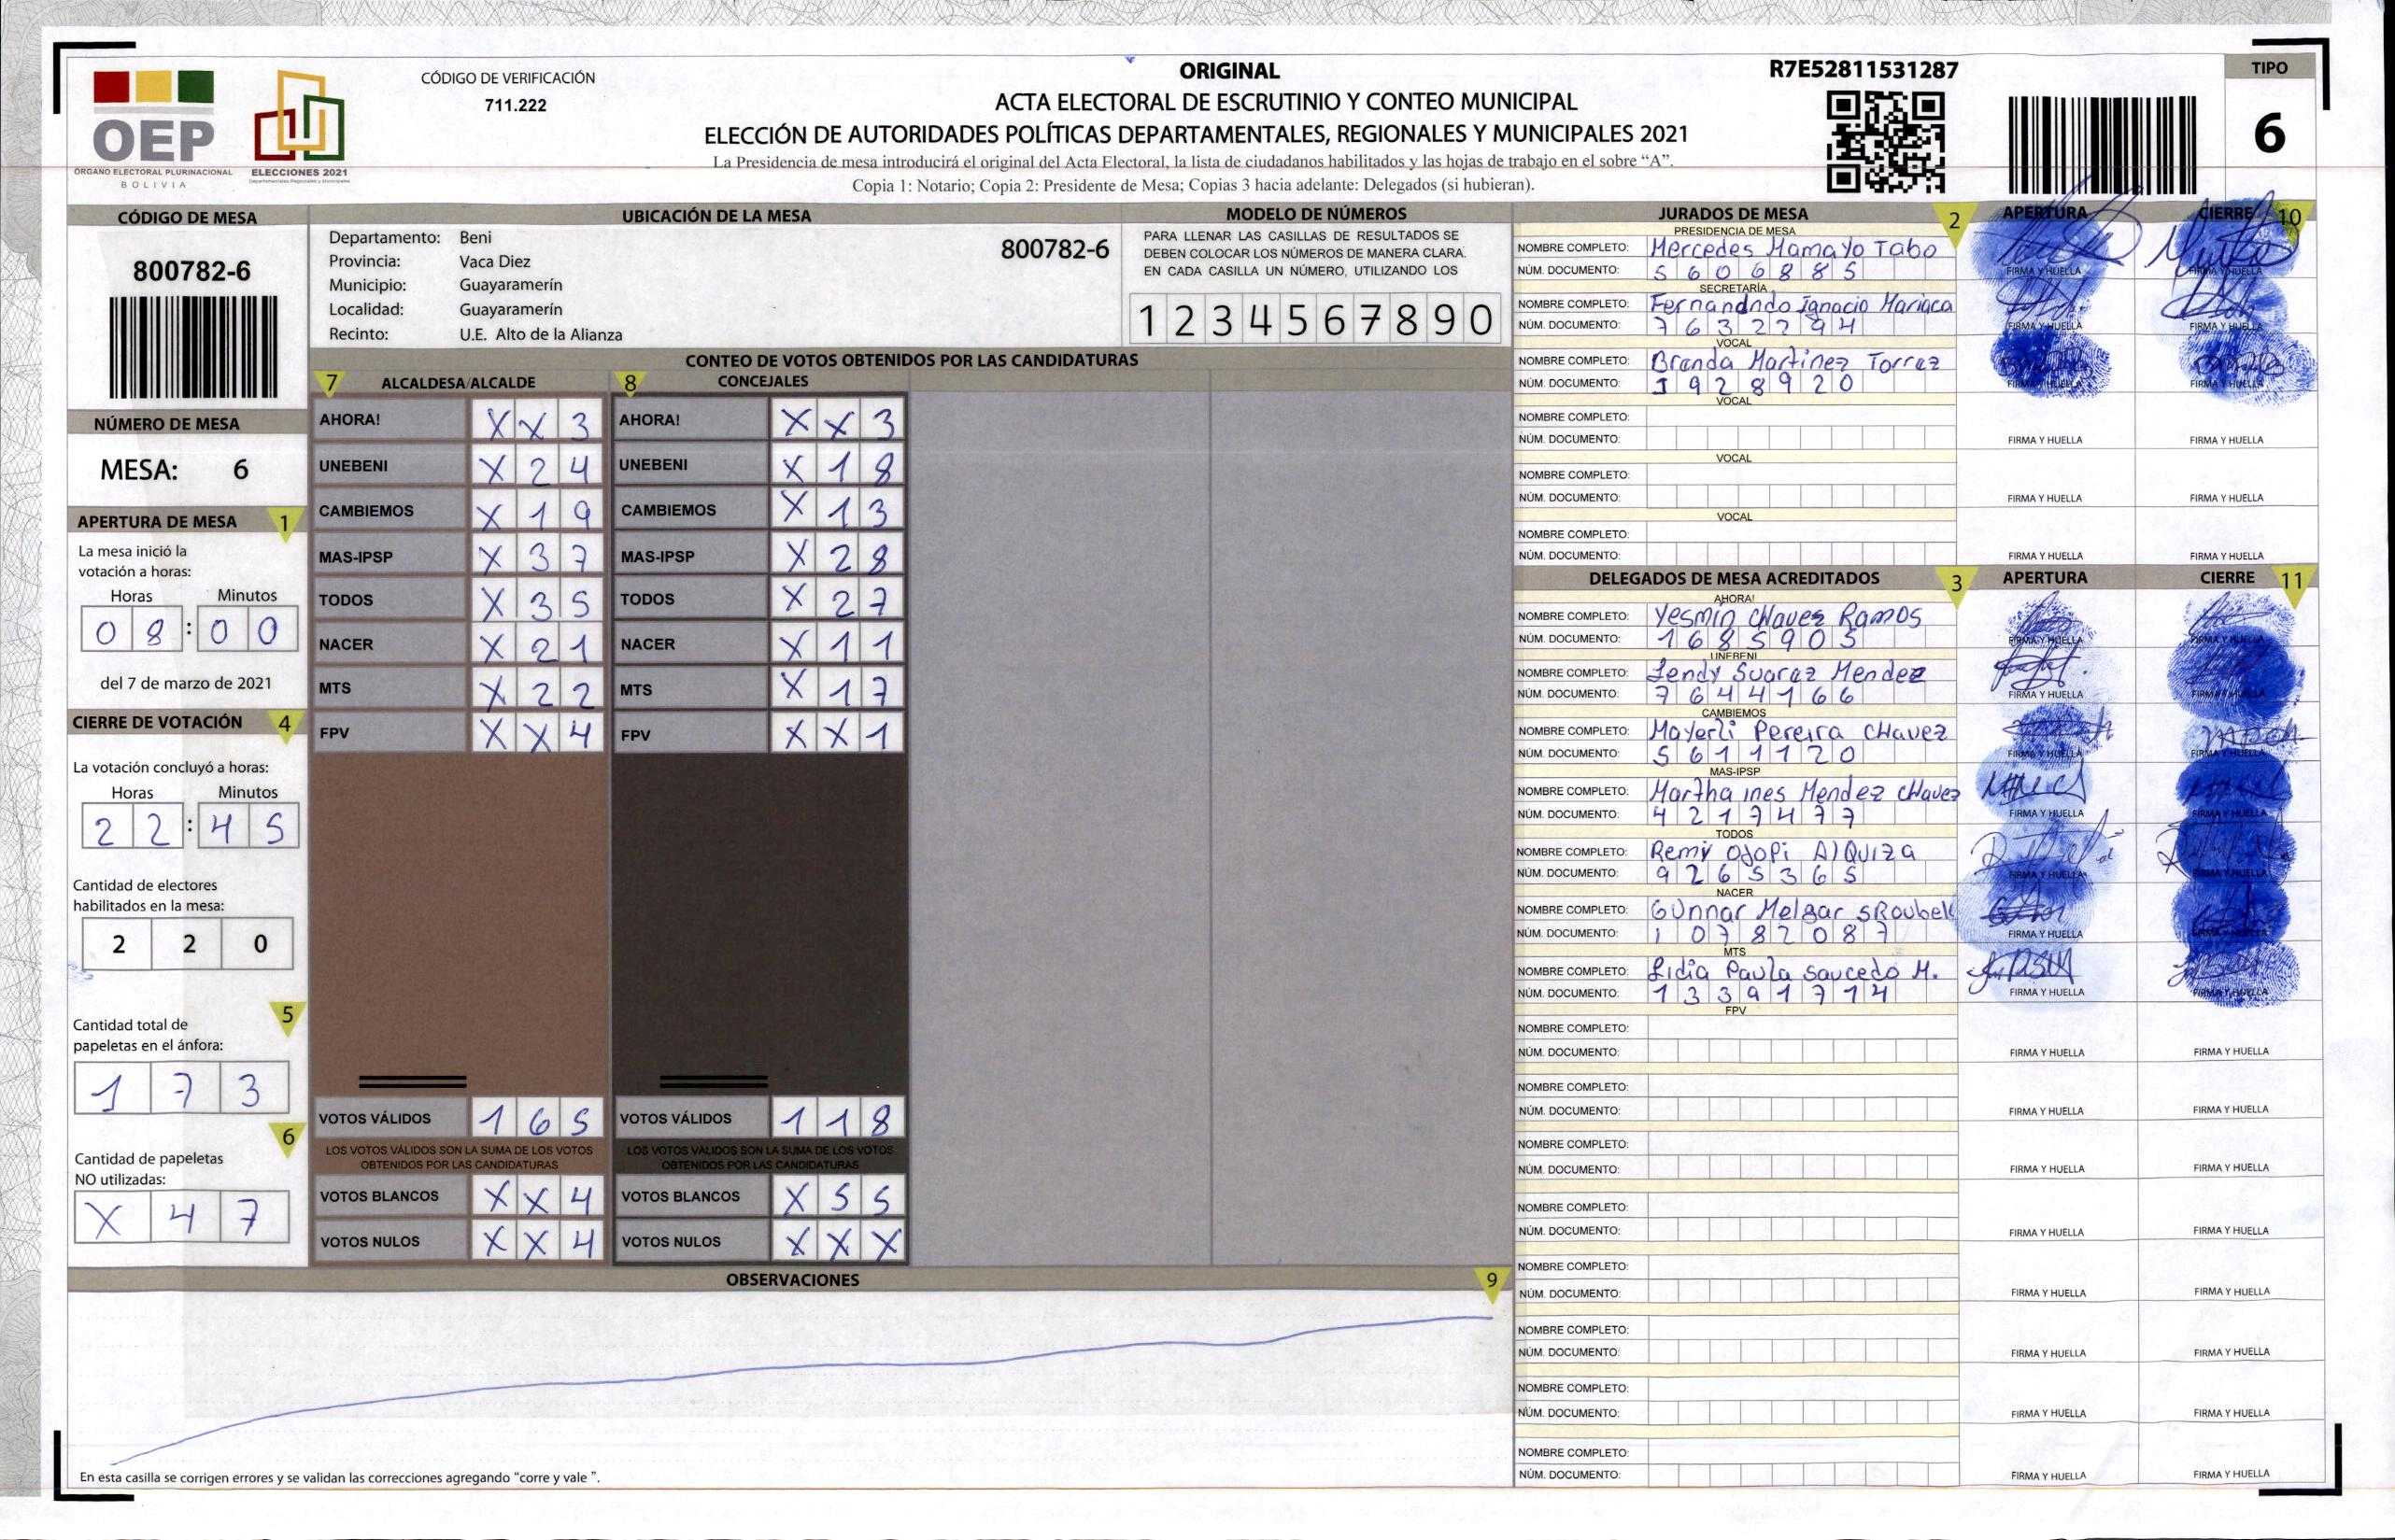 ORIGINAL
R7E52811531287
TIPO
6
CÓDIGO DE VERIFICACIÓN
711.222
OEP
ÓRGANO ELECTORAL PLURINACIONAL
BOLIVIA
ELECCIONES 2021
Departamentales, Regionales y Municipales
ACTA ELECTORAL DE ESCRUTINIO Y CONTEO MUNICIPAL
ELECCIÓN DE AUTORIDADES POLÍTICAS DEPARTAMENTALES, REGIONALES Y MUNICIPALES 2021
La Presidencia de mesa introducirá el original del Acta Electoral, la lista de ciudadanos habilitados y las hojas de trabajo en el sobre “A”.
Copia 1: Notario; Copia 2: Presidente de Mesa; Copias 3 hacia adelante: Delegados (si hubieran).
CÓDIGO DE MESA
800782-6
NÚMERO DE MESA
MESA: 6
APERTURA DE MESA 1
La mesa inició la
votación a horas:
Horas Minutos
0 8 : 0 0
del 7 de marzo de 2021
CIERRE DE VOTACIÓN 4
La votación concluyó a horas:
Horas Minutos
2 2 : 4 5
Cantidad de electores
habilitados en la mesa:
2 2 0
5
Cantidad total de
papeletas en el ánfora:
1 7 3
6
Cantidad de papeletas
NO utilizadas:
X 4 7
UBICACIÓN DE LA MESA
Departamento: Beni
800782-6
Provincia: Vaca Diez
Municipio: Guayaramerín
Localidad: Guayaramerín
Recinto: U.E. Alto de la Alianza
MODELO DE NÚMEROS
PARA LLENAR LAS CASILLAS DE RESULTADOS SE
DEBEN COLOCAR LOS NÚMEROS DE MANERA CLARA.
EN CADA CASILLA UN NÚMERO, UTILIZANDO LOS
1 2 3 4 5 6 7 8 9 0
CONTEO DE VOTOS OBTENIDOS POR LAS CANDIDATURAS
7 ALCALDESA/ALCALDE
AHORA! X X 3
UNEBENI X 2 4
CAMBIEMOS X 1 9
MAS-IPSP X 3 7
TODOS X 3 5
NACER X 2 1
MTS X 2 2
FPV X X 4
VOTOS VÁLIDOS 1 6 5
LOS VOTOS VÁLIDOS SON LA SUMA DE LOS VOTOS
OBTENIDOS POR LAS CANDIDATURAS
VOTOS BLANCOS X X 4
VOTOS NULOS X X 4
8 CONCEJALES
AHORA! X X 3
UNEBENI X 1 8
CAMBIEMOS X 1 3
MAS-IPSP X 2 8
TODOS X 2 7
NACER X 1 1
MTS X 1 7
FPV X X 1
VOTOS VÁLIDOS 1 1 8
LOS VOTOS VÁLIDOS SON LA SUMA DE LOS VOTOS
OBTENIDOS POR LAS CANDIDATURAS
VOTOS BLANCOS X 5 5
VOTOS NULOS X X X
OBSERVACIONES 9
En esta casilla se corrigen errores y se validan las correcciones agregando “corre y vale ”.
JURADOS DE MESA 2 APERTURA CIERRE 10
PRESIDENCIA DE MESA
NOMBRE COMPLETO: Mercedes Mamayo Tabo
NÚM. DOCUMENTO: 5 6 0 6 8 8 5 FIRMA Y HUELLA FIRMA Y HUELLA
SECRETARÍA
NOMBRE COMPLETO: Fernandndo Ignacio Mariaca
NÚM. DOCUMENTO: 7 6 3 2 2 9 4 FIRMA Y HUELLA FIRMA Y HUELLA
VOCAL
NOMBRE COMPLETO: Brenda Martinez Torrez
NÚM. DOCUMENTO: 1 9 2 8 9 2 0 FIRMA Y HUELLA FIRMA Y HUELLA
VOCAL
NOMBRE COMPLETO:
NÚM. DOCUMENTO: FIRMA Y HUELLA FIRMA Y HUELLA
VOCAL
NOMBRE COMPLETO:
NÚM. DOCUMENTO: FIRMA Y HUELLA FIRMA Y HUELLA
VOCAL
NOMBRE COMPLETO:
NÚM. DOCUMENTO: FIRMA Y HUELLA FIRMA Y HUELLA
DELEGADOS DE MESA ACREDITADOS 3 APERTURA CIERRE 11
AHORA!
NOMBRE COMPLETO: Yesmin CHavez Ramos
NÚM. DOCUMENTO: 1 6 8 5 9 0 5 FIRMA Y HUELLA FIRMA Y HUELLA
UNEBENI
NOMBRE COMPLETO: Lendy Suarez Mendez
NÚM. DOCUMENTO: 7 6 4 4 1 6 6 FIRMA Y HUELLA FIRMA Y HUELLA
CAMBIEMOS
NOMBRE COMPLETO: Mayerli Pereira CHavez
NÚM. DOCUMENTO: 5 6 1 1 1 2 0 FIRMA Y HUELLA FIRMA Y HUELLA
MAS-IPSP
NOMBRE COMPLETO: Martha ines Mendez cHavez
NÚM. DOCUMENTO: 4 2 1 7 4 7 7 FIRMA Y HUELLA FIRMA Y HUELLA
TODOS
NOMBRE COMPLETO: Remy OJOPi AlQuiza
NÚM. DOCUMENTO: 9 2 6 5 3 6 5 FIRMA Y HUELLA FIRMA Y HUELLA
NACER
NOMBRE COMPLETO: GUnnar Melgar SRoubek
NÚM. DOCUMENTO: 1 0 7 8 2 0 8 7 FIRMA Y HUELLA FIRMA Y HUELLA
MTS
NOMBRE COMPLETO: Lidia Paula saucedo M.
NÚM. DOCUMENTO: 1 3 3 9 1 7 1 4 FIRMA Y HUELLA FIRMA Y HUELLA
FPV
NOMBRE COMPLETO:
NÚM. DOCUMENTO: FIRMA Y HUELLA FIRMA Y HUELLA
NOMBRE COMPLETO:
NÚM. DOCUMENTO: FIRMA Y HUELLA FIRMA Y HUELLA
NOMBRE COMPLETO:
NÚM. DOCUMENTO: FIRMA Y HUELLA FIRMA Y HUELLA
NOMBRE COMPLETO:
NÚM. DOCUMENTO: FIRMA Y HUELLA FIRMA Y HUELLA
NOMBRE COMPLETO:
NÚM. DOCUMENTO: FIRMA Y HUELLA FIRMA Y HUELLA
NOMBRE COMPLETO:
NÚM. DOCUMENTO: FIRMA Y HUELLA FIRMA Y HUELLA
NOMBRE COMPLETO:
NÚM. DOCUMENTO: FIRMA Y HUELLA FIRMA Y HUELLA
NOMBRE COMPLETO:
NÚM. DOCUMENTO: FIRMA Y HUELLA FIRMA Y HUELLA